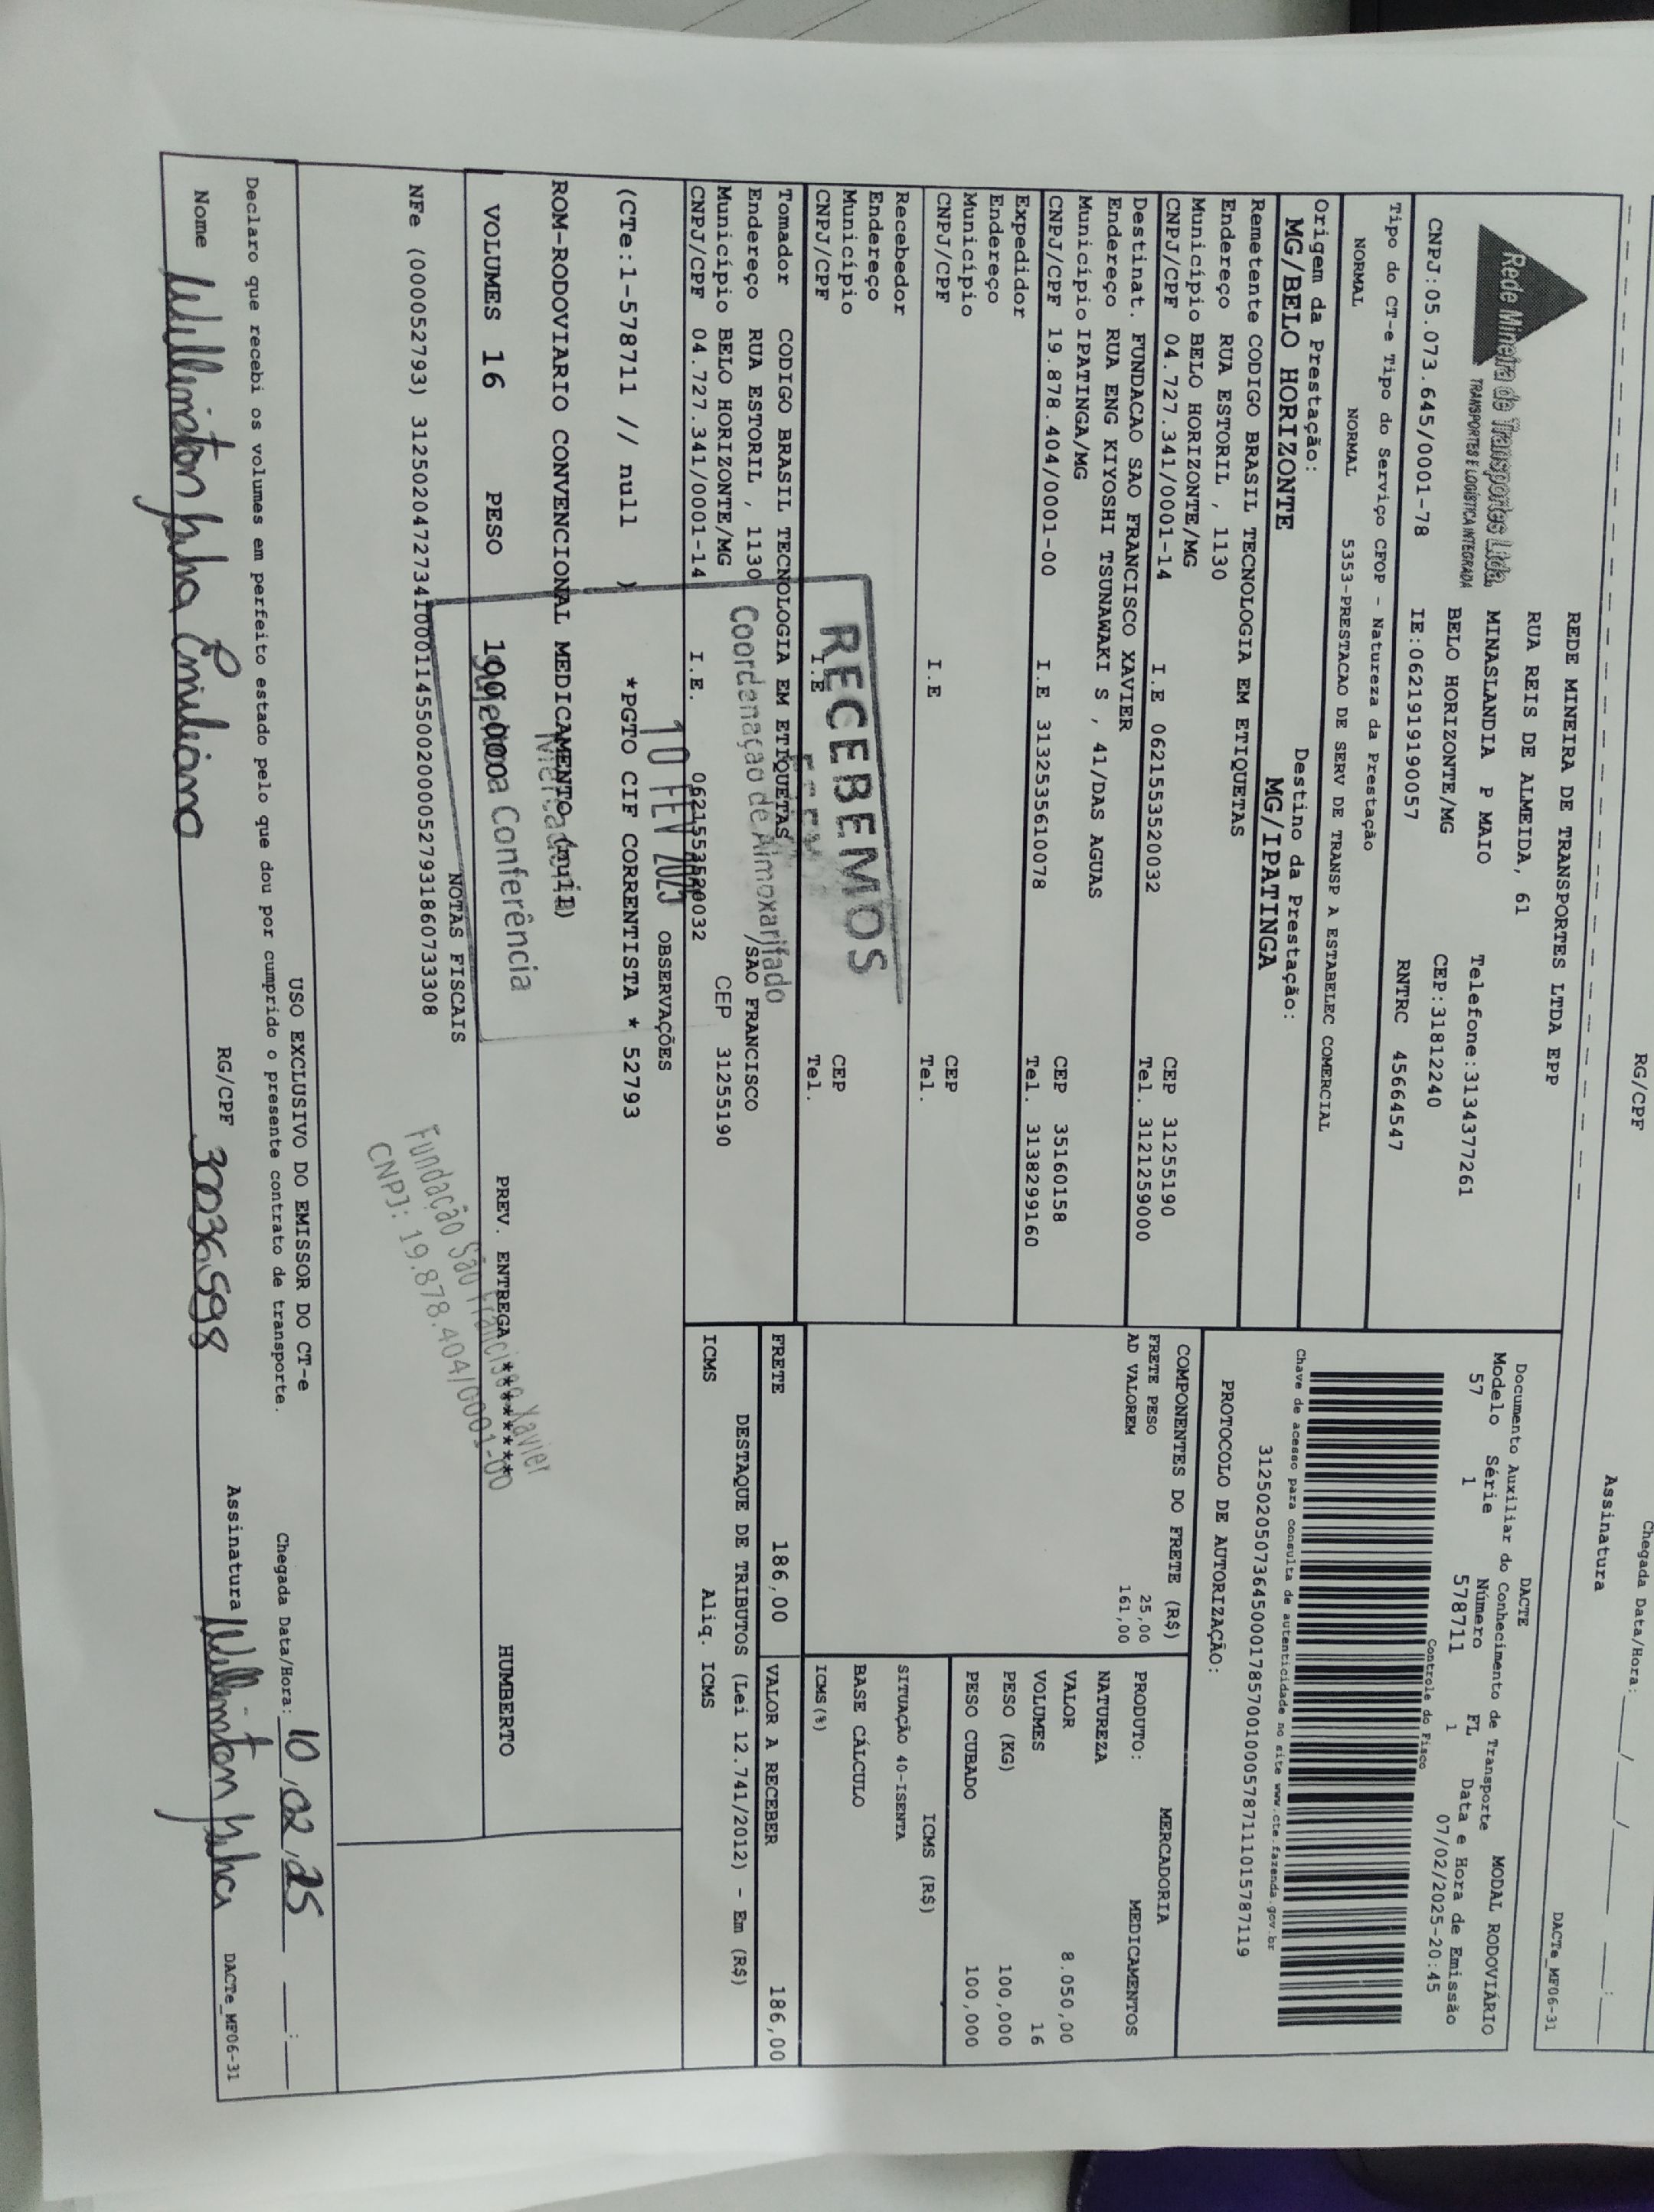 RG/CPF
Chegada Data/Hora:____/____/____ ___:___
Assinatura
DACTe_MF06-31
Rede Mineira de Transportes Ltda.
TRANSPORTES E LOGÍSTICA INTEGRADA
REDE MINEIRA DE TRANSPORTES LTDA EPP
RUA REIS DE ALMEIDA, 61
MINASLANDIA P MAIO Telefone:3134377261
BELO HORIZONTE/MG CEP:31812240
CNPJ:05.073.645/0001-78 IE:0621919190057 RNTRC 45664547
Tipo do CT-e Tipo do Serviço CFOP - Natureza da Prestação
NORMAL NORMAL 5353-PRESTACAO DE SERV DE TRANSP A ESTABELEC COMERCIAL
Origem da Prestação: Destino da Prestação:
MG/BELO HORIZONTE MG/IPATINGA
DACTE
Documento Auxiliar do Conhecimento de Transporte MODAL RODOVIÁRIO
Modelo Série Número FL Data e Hora de Emissão
57 1 578711 1 07/02/2025-20:45
Controle do Fisco
Chave de acesso para consulta de autenticidade no site www.cte.fazenda.gov.br
31250205073645000178570010005787111015787119
PROTOCOLO DE AUTORIZAÇÃO:
Remetente CODIGO BRASIL TECNOLOGIA EM ETIQUETAS
Endereço RUA ESTORIL , 1130
Município BELO HORIZONTE/MG CEP 31255190
CNPJ/CPF 04.727.341/0001-14 I.E 0621553520032 Tel. 3121259000
Destinat. FUNDACAO SAO FRANCISCO XAVIER
Endereço RUA ENG KIYOSHI TSUNAWAKI S , 41/DAS AGUAS
Município IPATINGA/MG CEP 35160158
CNPJ/CPF 19.878.404/0001-00 I.E 3132535610078 Tel. 3138299160
Expedidor
Endereço
Município CEP
CNPJ/CPF I.E Tel.
Recebedor
Endereço
Município CEP
CNPJ/CPF I.E Tel.
Tomador CODIGO BRASIL TECNOLOGIA EM ETIQUETAS
Endereço RUA ESTORIL , 1130 /SAO FRANCISCO
Município BELO HORIZONTE/MG CEP 31255190
CNPJ/CPF 04.727.341/0001-14 I.E. 0621553520032
COMPONENTES DO FRETE (R$)
FRETE PESO 25,00
AD VALOREM 161,00
MERCADORIA
PRODUTO: MEDICAMENTOS
NATUREZA
VALOR 8.050,00
VOLUMES 16
PESO (KG) 100,000
PESO CUBADO 100,000
ICMS (R$)
SITUAÇÃO 40-ISENTA
BASE CÁLCULO
ICMS(%)
FRETE 186,00 VALOR A RECEBER 186,00
DESTAQUE DE TRIBUTOS (Lei 12.741/2012) - Em (R$)
ICMS Aliq. ICMS
OBSERVAÇÕES
(CTe:1-578711 // null ) *PGTO CIF CORRENTISTA * 52793
ROM-RODOVIARIO CONVENCIONAL MEDICAMENTO (null)
RECEBEMOS
Coordenação de Almoxarifado
10 FEV 2025
Mercadoria
Sujeita a Conferência
VOLUMES 16 PESO 100,0000 PREV. ENTREGA ******** HUMBERTO
Fundação São Francisco Xavier
CNPJ: 19.878.404/0001-00
NOTAS FISCAIS
NFe (000052793) 31250204727341000114550020000527931860733308
USO EXCLUSIVO DO EMISSOR DO CT-e
Declaro que recebi os volumes em perfeito estado pelo que dou por cumprido o presente contrato de transporte.
Chegada Data/Hora: 10/02/25 ___:___
Nome Wellington Emiliano RG/CPF 3036598 Assinatura Wellington
DACTe_MF06-31